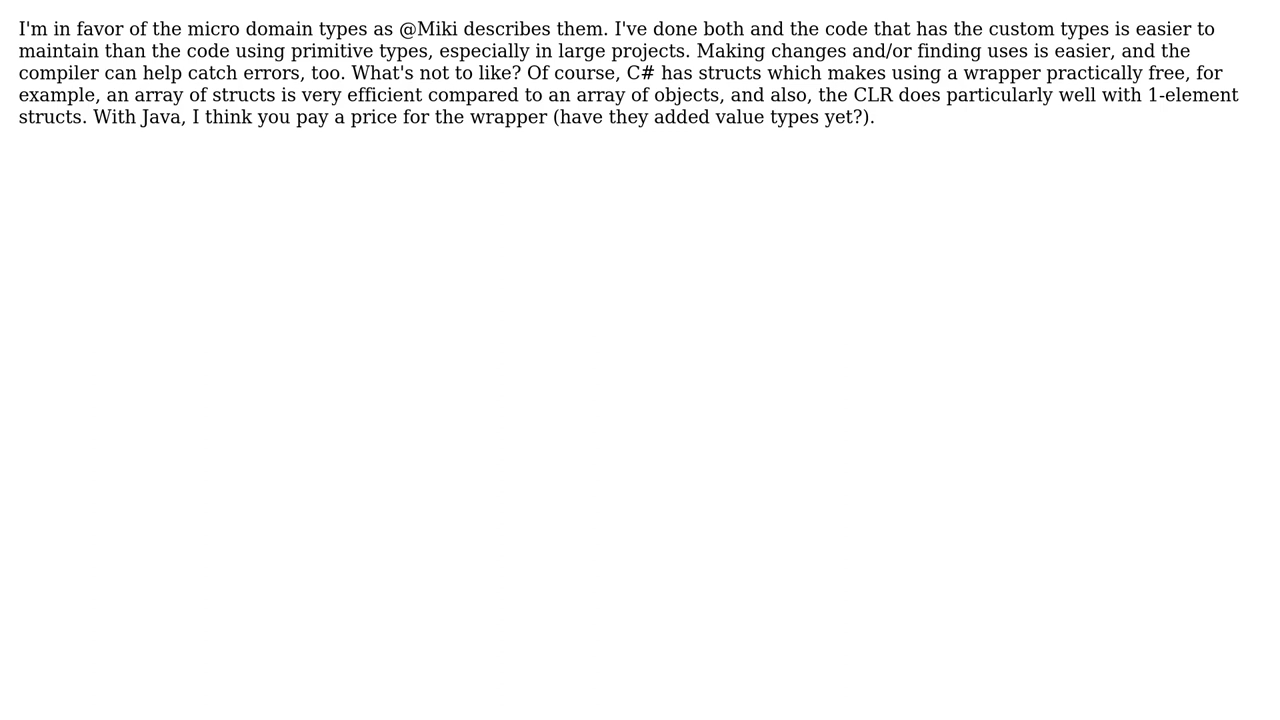 I'm in favor of the micro domain types as @Miki describes them. I've done both and the code that has the custom types is easier to
maintain than the code using primitive types, especially in large projects. Making changes and/or finding uses is easier, and the
compiler can help catch errors, too. What's not to like? Of course, C# has structs which makes using a wrapper practically free, for
example, an array of structs is very efficient compared to an array of objects, and also, the CLR does particularly well with 1-element
structs. With Java, I think you pay a price for the wrapper (have they added value types yet?).